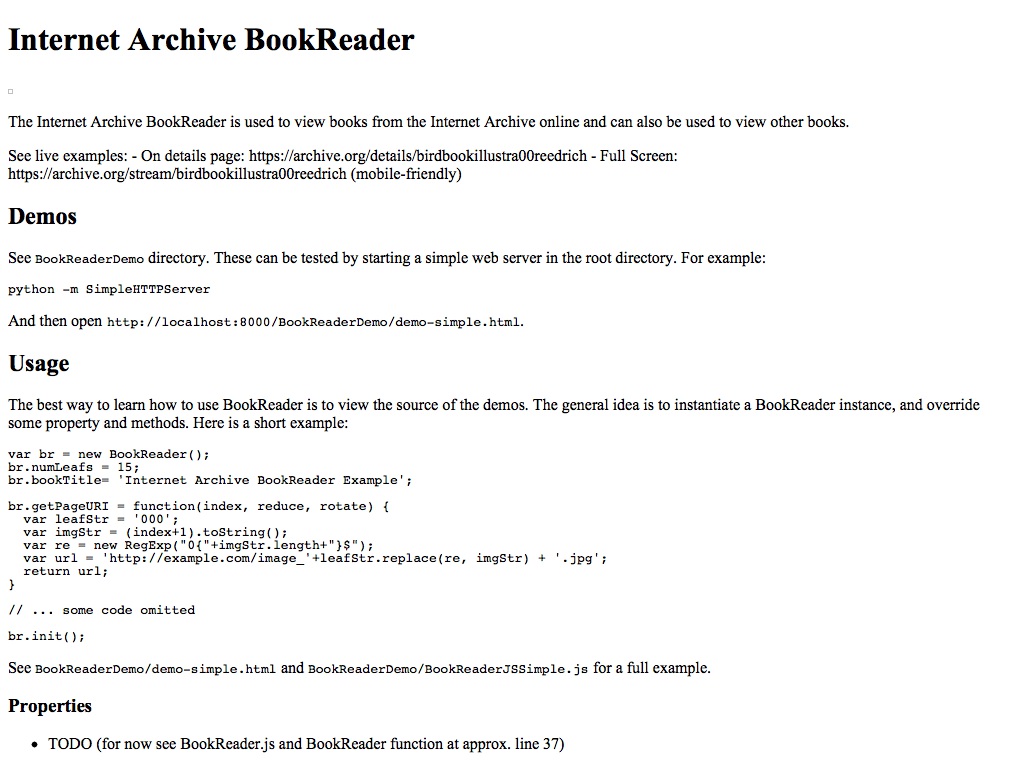 Internet Archive BookReader
The Internet Archive BookReader is used to view books from the Internet Archive online and can also be used to view other books.
See live examples: - On details page: https://archive.org/details/birdbookillustra00reedrich - Full Screen:
https://archive.org/stream/birdbookillustra00reedrich (mobile-friendly)
Demos
See BookReaderDemo directory. These can be tested by starting a simple web server in the root directory. For example:
python -m SimpleHTTPServer
And then open http://localhost:8000/BookReaderDemo/demo-simple.html.
Usage
The best way to learn how to use BookReader is to view the source of the demos. The general idea is to instantiate a BookReader instance, and override
some property and methods. Here is a short example:
var br = new BookReader();
br.numLeafs = 15;
br.bookTitle= 'Internet Archive BookReader Example';
br.getPageURI = function(index, reduce, rotate) {
  var leafStr = '000';
  var imgStr = (index+1).toString();
  var re = new RegExp("0{"+imgStr.length+"}$");
  var url = 'http://example.com/image_'+leafStr.replace(re, imgStr) + '.jpg';
  return url;
}
// ... some code omitted
br.init();
See BookReaderDemo/demo-simple.html and BookReaderDemo/BookReaderJSSimple.js for a full example.
Properties
• TODO (for now see BookReader.js and BookReader function at approx. line 37)